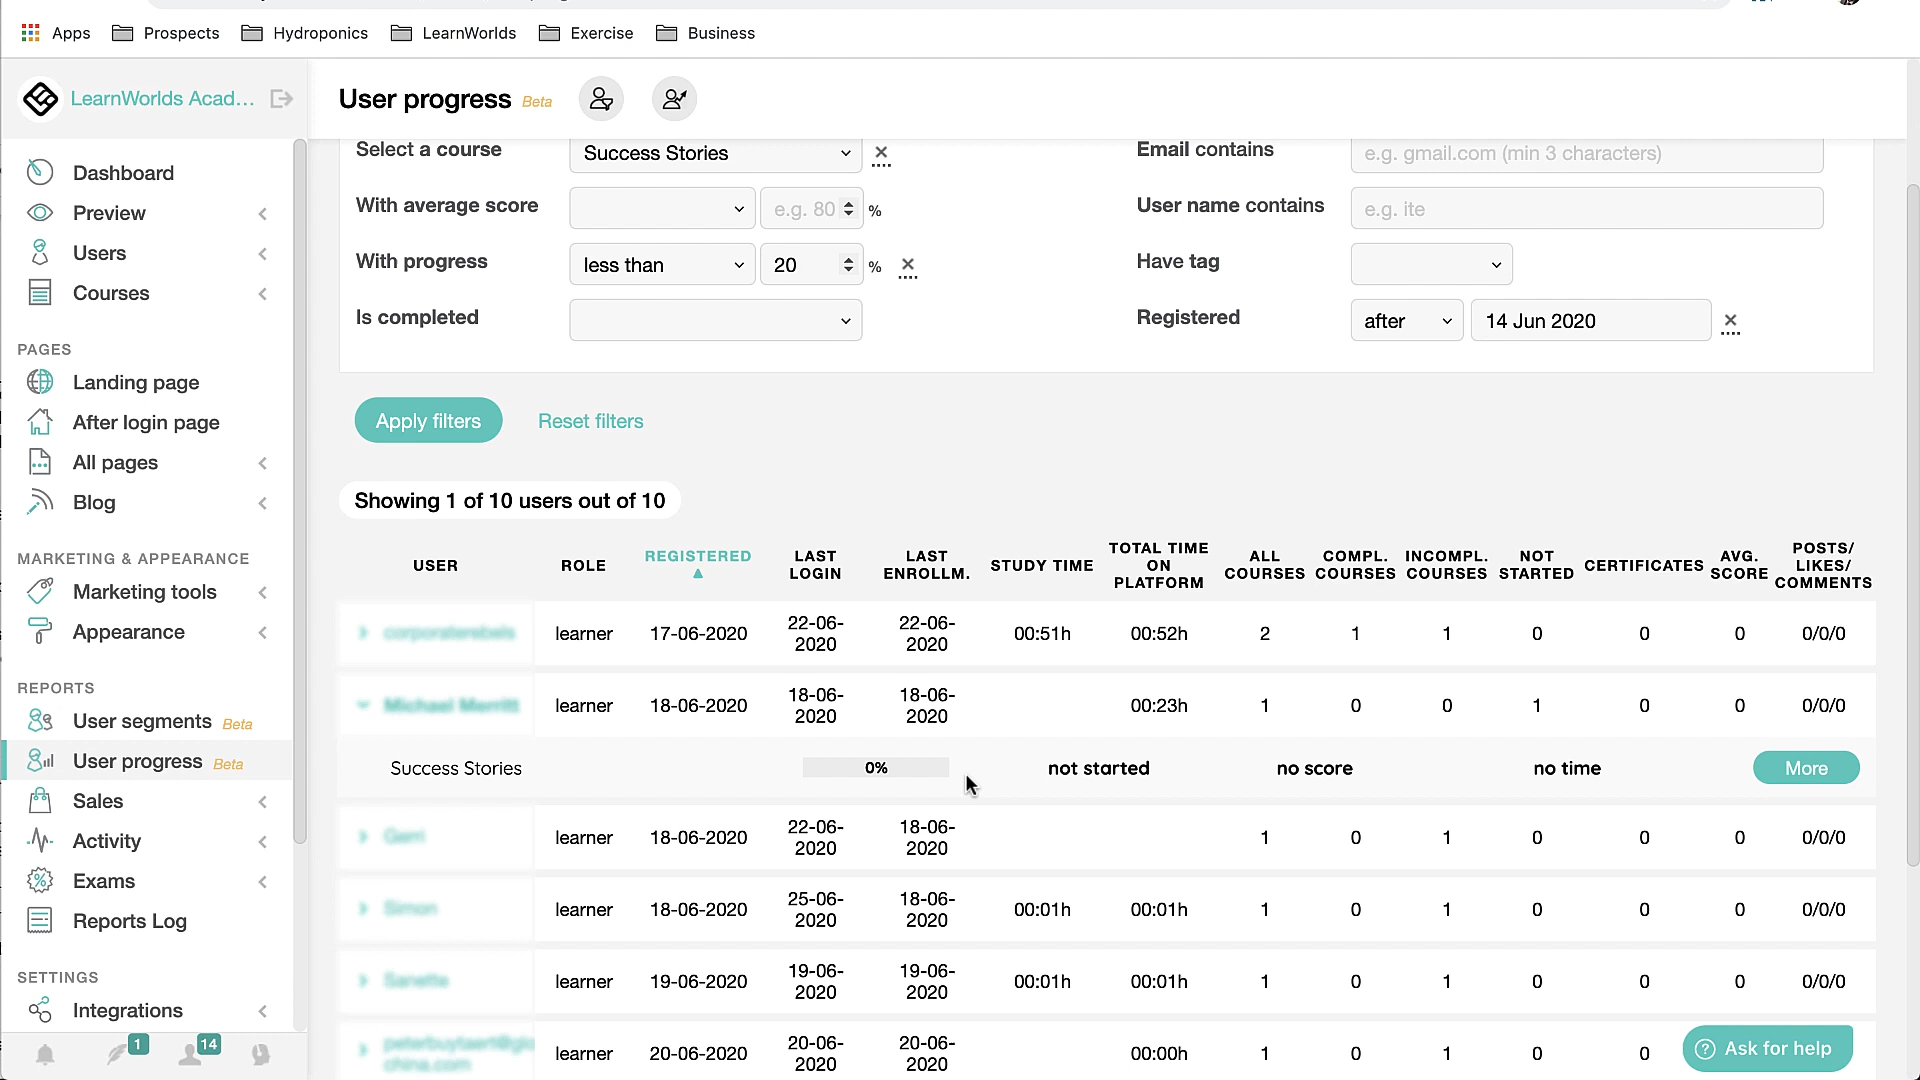 Apps Prospects Hydroponics LearnWorlds Exercise Business
LearnWorlds Acad...
User progress Beta
Dashboard
Preview
Users
Courses
PAGES
Landing page
After login page
All pages
Blog
MARKETING & APPEARANCE
Marketing tools
Appearance
REPORTS
User segments Beta
User progress Beta
Sales
Activity
Exams
Reports Log
SETTINGS
Integrations
1
14
Select a course Success Stories
With average score e.g. 80 %
With progress less than 20 %
Is completed
Email contains e.g. gmail.com (min 3 characters)
User name contains e.g. ite
Have tag
Registered after 14 Jun 2020
Apply filters Reset filters
Showing 1 of 10 users out of 10
USER ROLE REGISTERED LAST LOGIN LAST ENROLLM. STUDY TIME TOTAL TIME ON PLATFORM ALL COURSES COMPL. COURSES INCOMPL. COURSES NOT STARTED CERTIFICATES AVG. SCORE POSTS/ LIKES/ COMMENTS
corporaterebels learner 17-06-2020 22-06-2020 22-06-2020 00:51h 00:52h 2 1 1 0 0 0 0/0/0
Michael Merritt learner 18-06-2020 18-06-2020 18-06-2020 00:23h 1 0 0 1 0 0 0/0/0
Success Stories 0% not started no score no time More
learner 18-06-2020 22-06-2020 18-06-2020 1 0 1 0 0 0 0/0/0
Simon learner 18-06-2020 25-06-2020 18-06-2020 00:01h 00:01h 1 0 1 0 0 0 0/0/0
learner 19-06-2020 19-06-2020 19-06-2020 00:01h 00:01h 1 0 1 0 0 0 0/0/0
learner 20-06-2020 20-06-2020 20-06-2020 00:00h 1 0 1 0 0
Ask for help